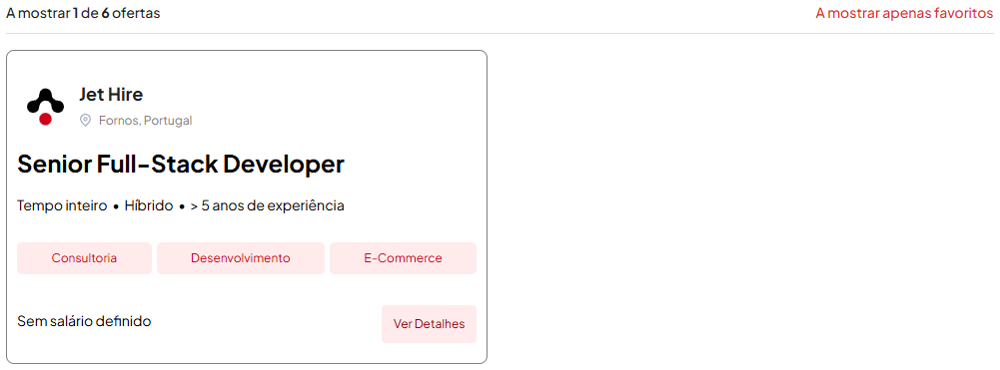 A mostrar 1 de 6 ofertas
A mostrar apenas favoritos
Jet Hire
Fornos, Portugal
Senior Full-Stack Developer
Tempo inteiro • Híbrido • > 5 anos de experiência
Consultoria
Desenvolvimento
E-Commerce
Sem salário definido
Ver Detalhes